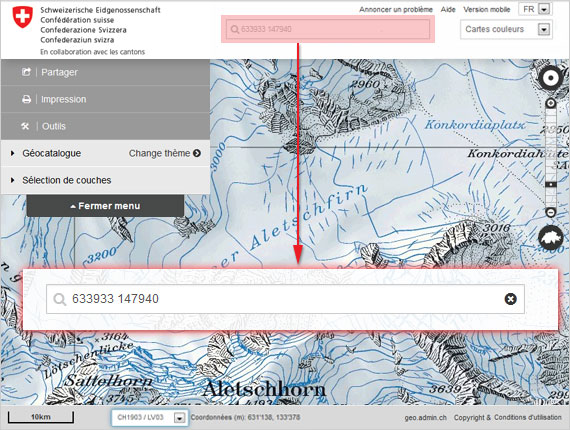 Schweizerische Eidgenossenschaft
Confédération suisse
Confederazione Svizzera
Confederaziun svizra
En collaboration avec les cantons
Annoncer un problème Aide Version mobile FR
633933 147940
Cartes couleurs
Partager
Impression
Outils
Géocatalogue Change thème
Sélection de couches
Fermer menu
2960
Konkordiaplatz
Konkordiahütte
3016
3200
ser Aletschfirn
633933 147940
3164
Lötschenlücke
Sattelhorn
Aletschhorn
10km
CH1903 / LV03
Coordonnées (m): 631'138, 133'378
geo.admin.ch Copyright & Conditions d'utilisation